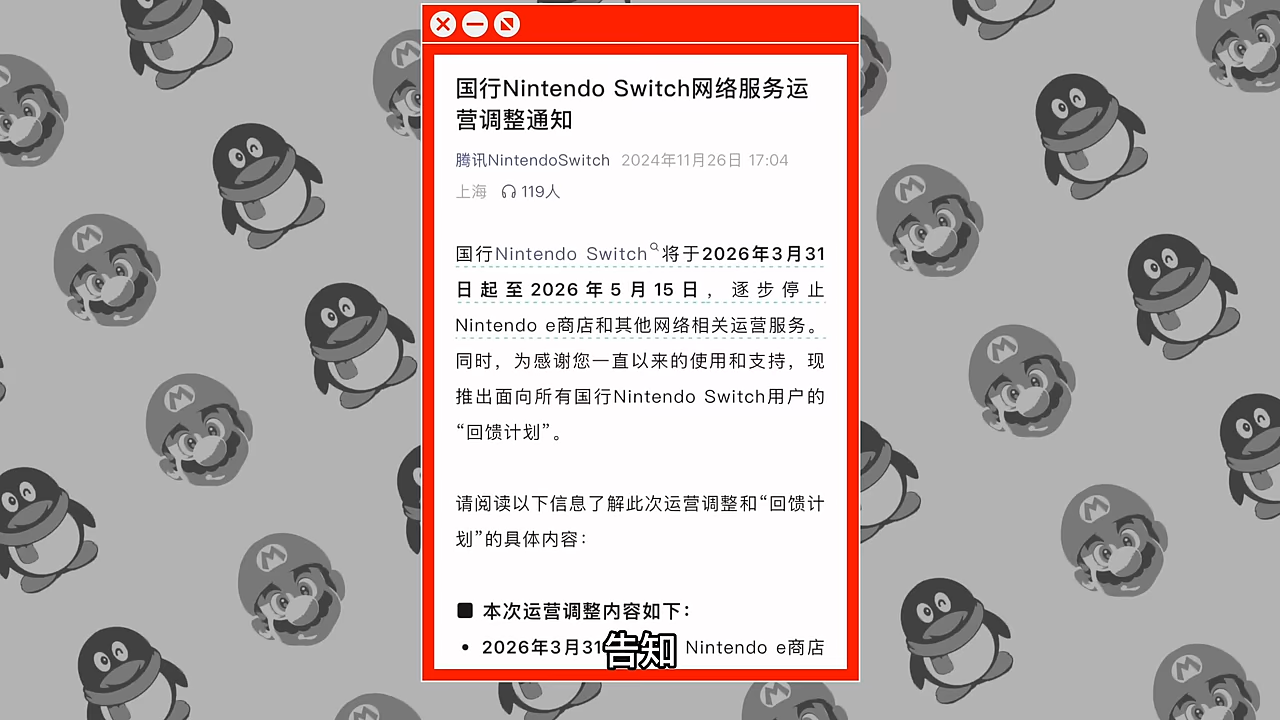 国行Nintendo Switch网络服务运
营调整通知
腾讯NintendoSwitch 2024年11月26日 17:04
上海 119人
国行Nintendo Switch将于2026年3月31
日起至2026年5月15日，逐步停止
Nintendo e商店和其他网络相关运营服务。
同时，为感谢您一直以来的使用和支持，现
推出面向所有国行Nintendo Switch用户的
“回馈计划”。
请阅读以下信息了解此次运营调整和“回馈计
划”的具体内容：
■ 本次运营调整内容如下：
• 2026年3月31 Nintendo e商店
告知